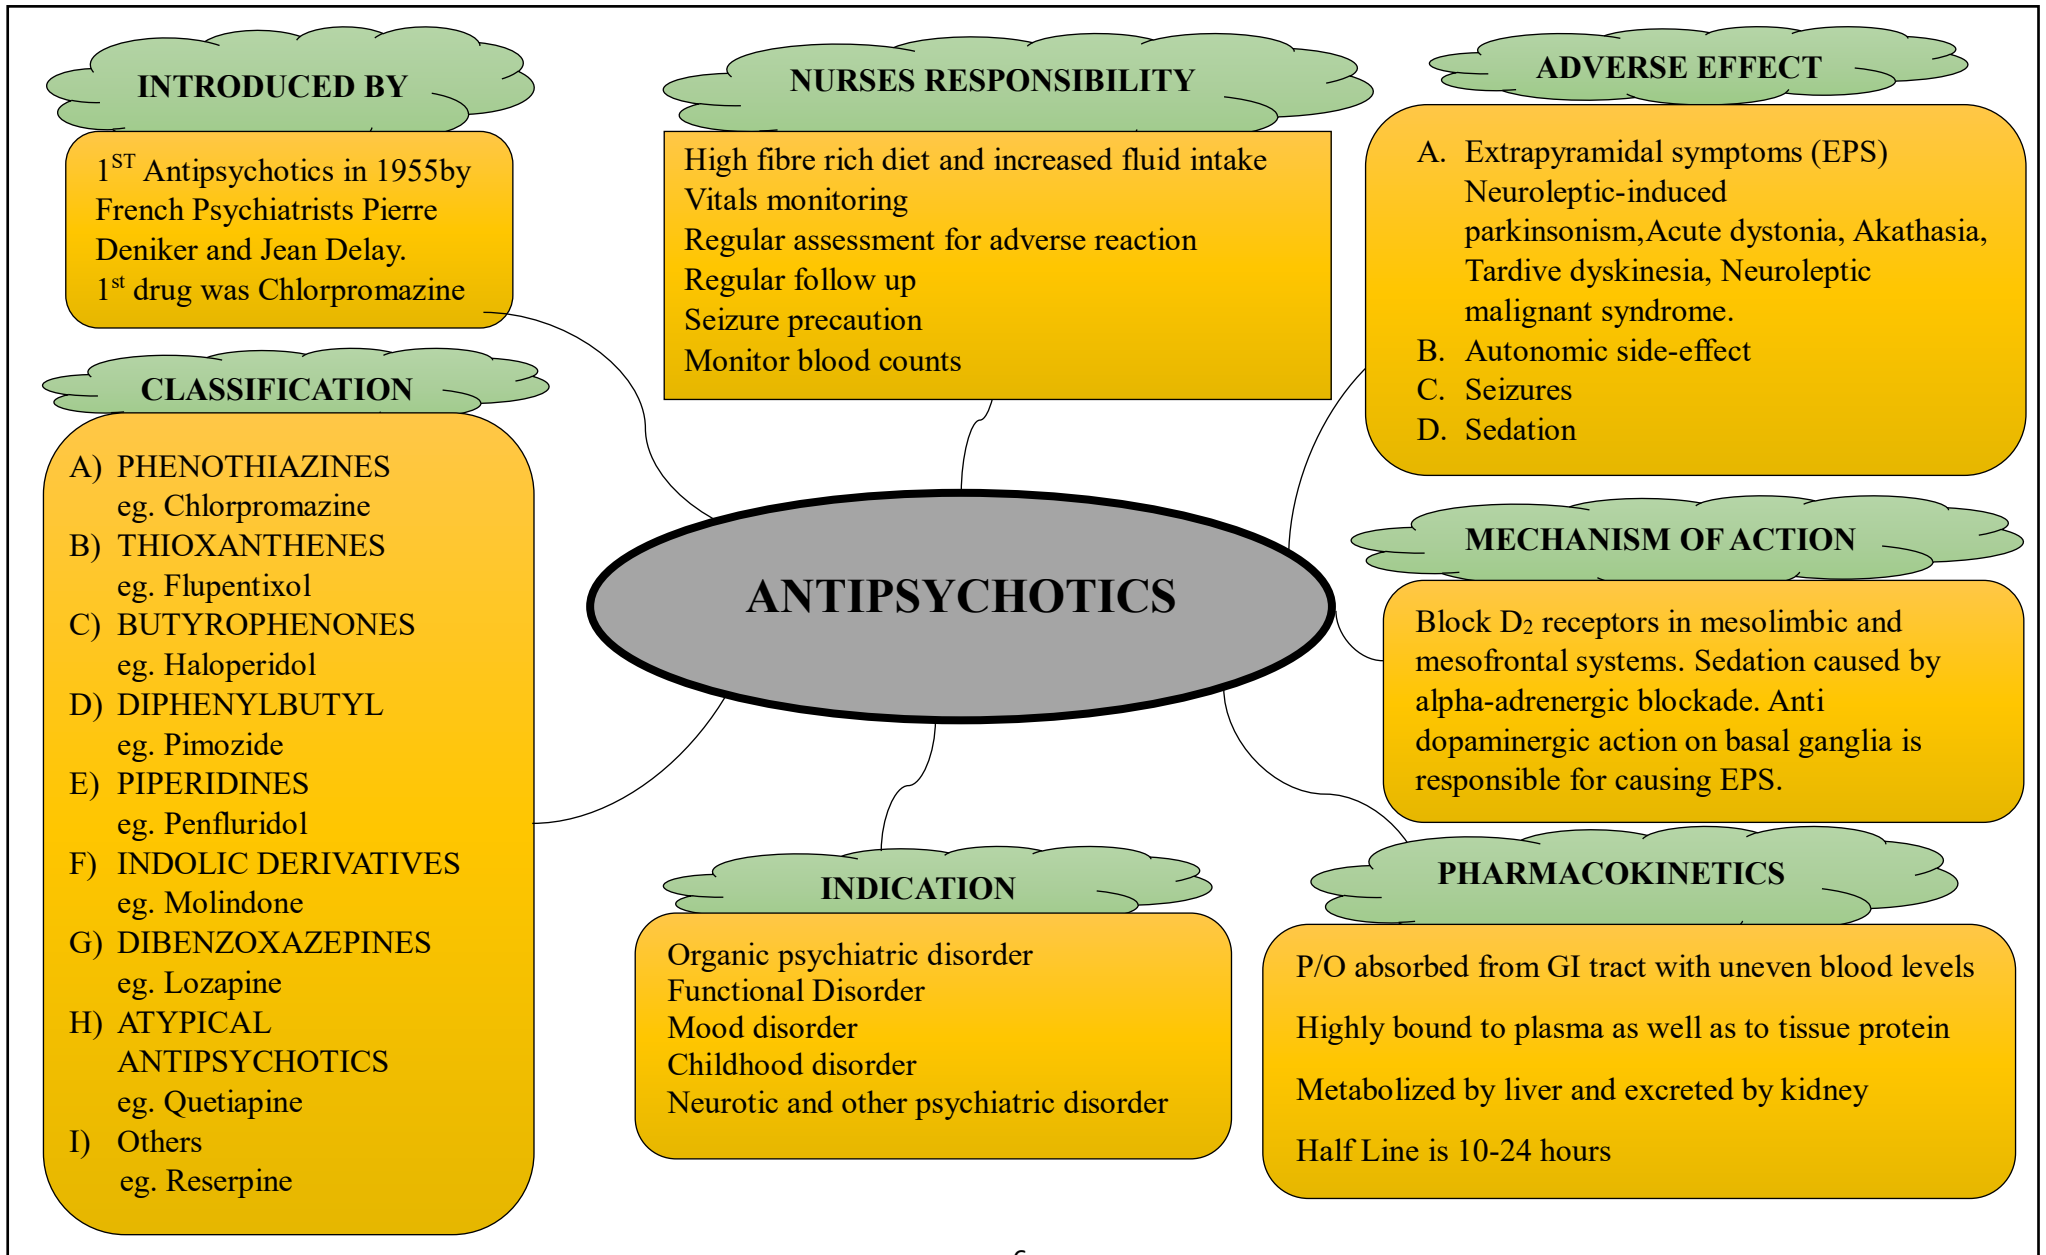 INTRODUCED BY
1ST Antipsychotics in 1955by
French Psychiatrists Pierre
Deniker and Jean Delay.
1st drug was Chlorpromazine
CLASSIFICATION
A) PHENOTHIAZINES
eg. Chlorpromazine
B) THIOXANTHENES
eg. Flupentixol
C) BUTYROPHENONES
eg. Haloperidol
D) DIPHENYLBUTYL
eg. Pimozide
E) PIPERIDINES
eg. Penfluridol
F) INDOLIC DERIVATIVES
eg. Molindone
G) DIBENZOXAZEPINES
eg. Lozapine
H) ATYPICAL
ANTIPSYCHOTICS
eg. Quetiapine
I) Others
eg. Reserpine
NURSES RESPONSIBILITY
High fibre rich diet and increased fluid intake
Vitals monitoring
Regular assessment for adverse reaction
Regular follow up
Seizure precaution
Monitor blood counts
ANTIPSYCHOTICS
INDICATION
Organic psychiatric disorder
Functional Disorder
Mood disorder
Childhood disorder
Neurotic and other psychiatric disorder
ADVERSE EFFECT
A. Extrapyramidal symptoms (EPS)
Neuroleptic-induced
parkinsonism,Acute dystonia, Akathasia,
Tardive dyskinesia, Neuroleptic
malignant syndrome.
B. Autonomic side-effect
C. Seizures
D. Sedation
MECHANISM OF ACTION
Block D2 receptors in mesolimbic and
mesofrontal systems. Sedation caused by
alpha-adrenergic blockade. Anti
dopaminergic action on basal ganglia is
responsible for causing EPS.
PHARMACOKINETICS
P/O absorbed from GI tract with uneven blood levels
Highly bound to plasma as well as to tissue protein
Metabolized by liver and excreted by kidney
Half Line is 10-24 hours